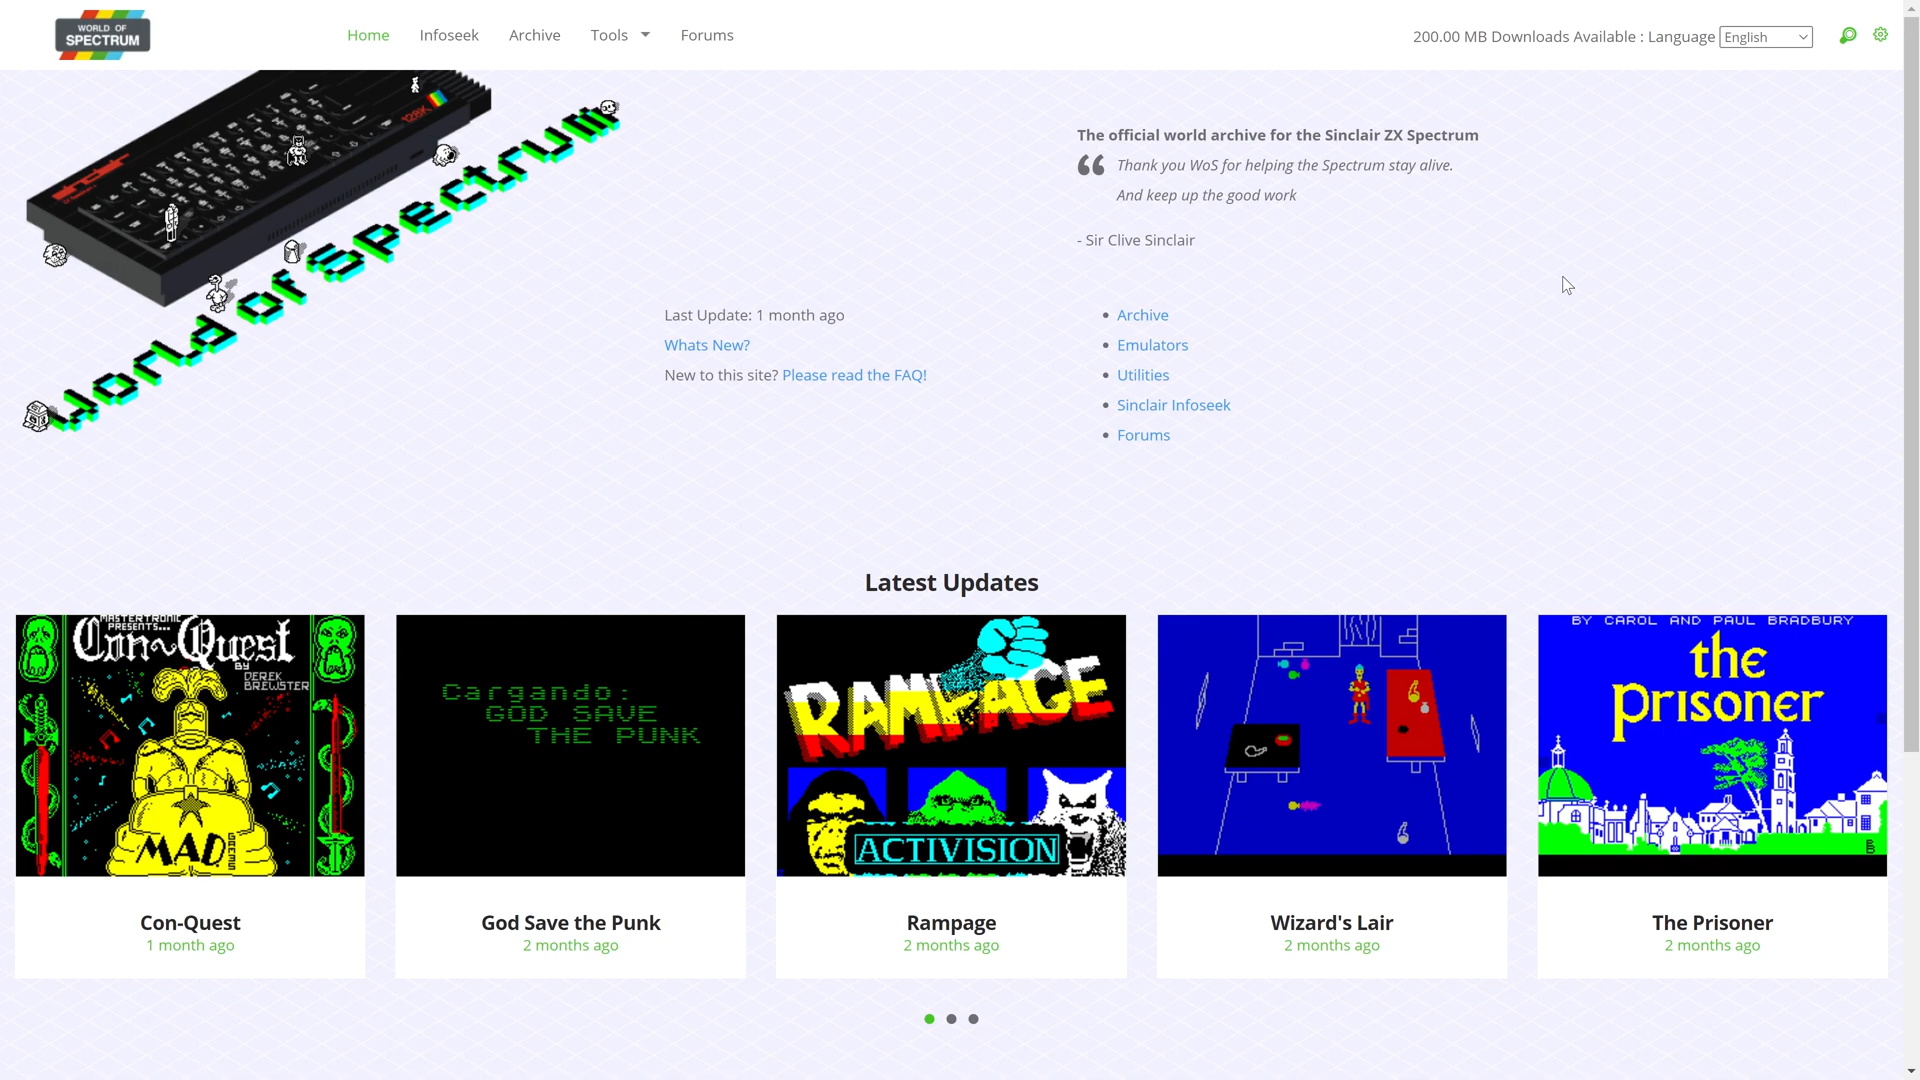 WORLD OF
SPECTRUM
Home
Infoseek
Archive
Tools
Forums
200.00 MB Downloads Available : Language
English
sinclair
128K
World of Spectrum
The official world archive for the Sinclair ZX Spectrum
Thank you WoS for helping the Spectrum stay alive.
And keep up the good work
- Sir Clive Sinclair
Last Update: 1 month ago
Whats New?
New to this site? Please read the FAQ!
Archive
Emulators
Utilities
Sinclair Infoseek
Forums
Latest Updates
MASTERTRONIC
PRESENTS...
Con~Quest
BY
DEREK
BREWSTER
MAD
GAMES
Con-Quest
1 month ago
Cargando:
GOD SAVE
THE PUNK
God Save the Punk
2 months ago
RAMPAGE
ACTIVISION
Rampage
2 months ago
Wizard's Lair
2 months ago
BY CAROL AND PAUL BRADBURY
the
prisoner
The Prisoner
2 months ago